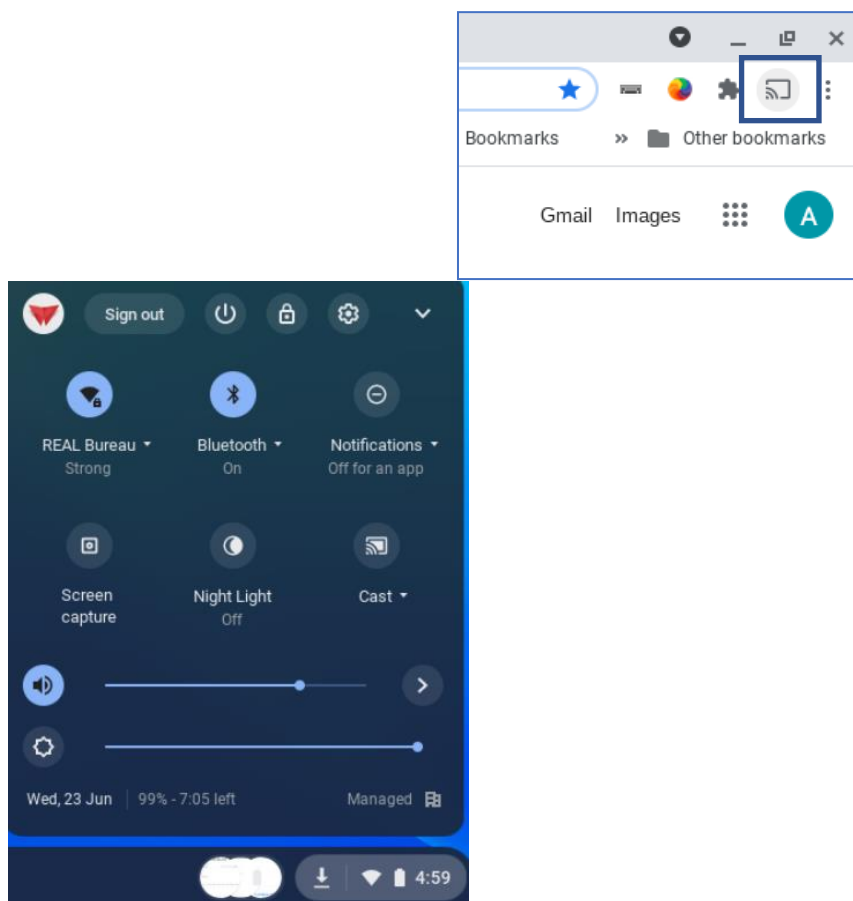 Bookmarks » Other bookmarks
Gmail Images A
Sign out
REAL Bureau Bluetooth Notifications
Strong On Off for an app
Screen capture Night Light Cast
Off
Wed, 23 Jun 99% - 7:05 left Managed
4:59